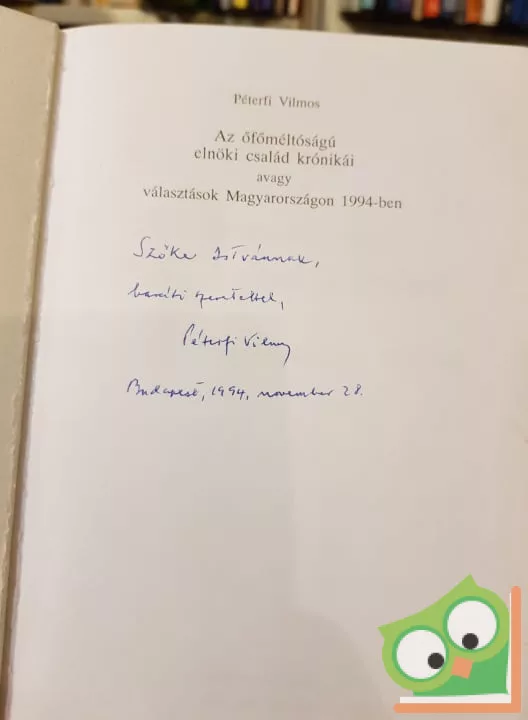 Péterfi Vilmos
Az őfőméltóságú
elnöki család krónikái
avagy
választások Magyarországon 1994-ben
Szőke Istvánnak,
baráti szeretettel,
Péterfi Vilmos
Budapest, 1994, november 28.